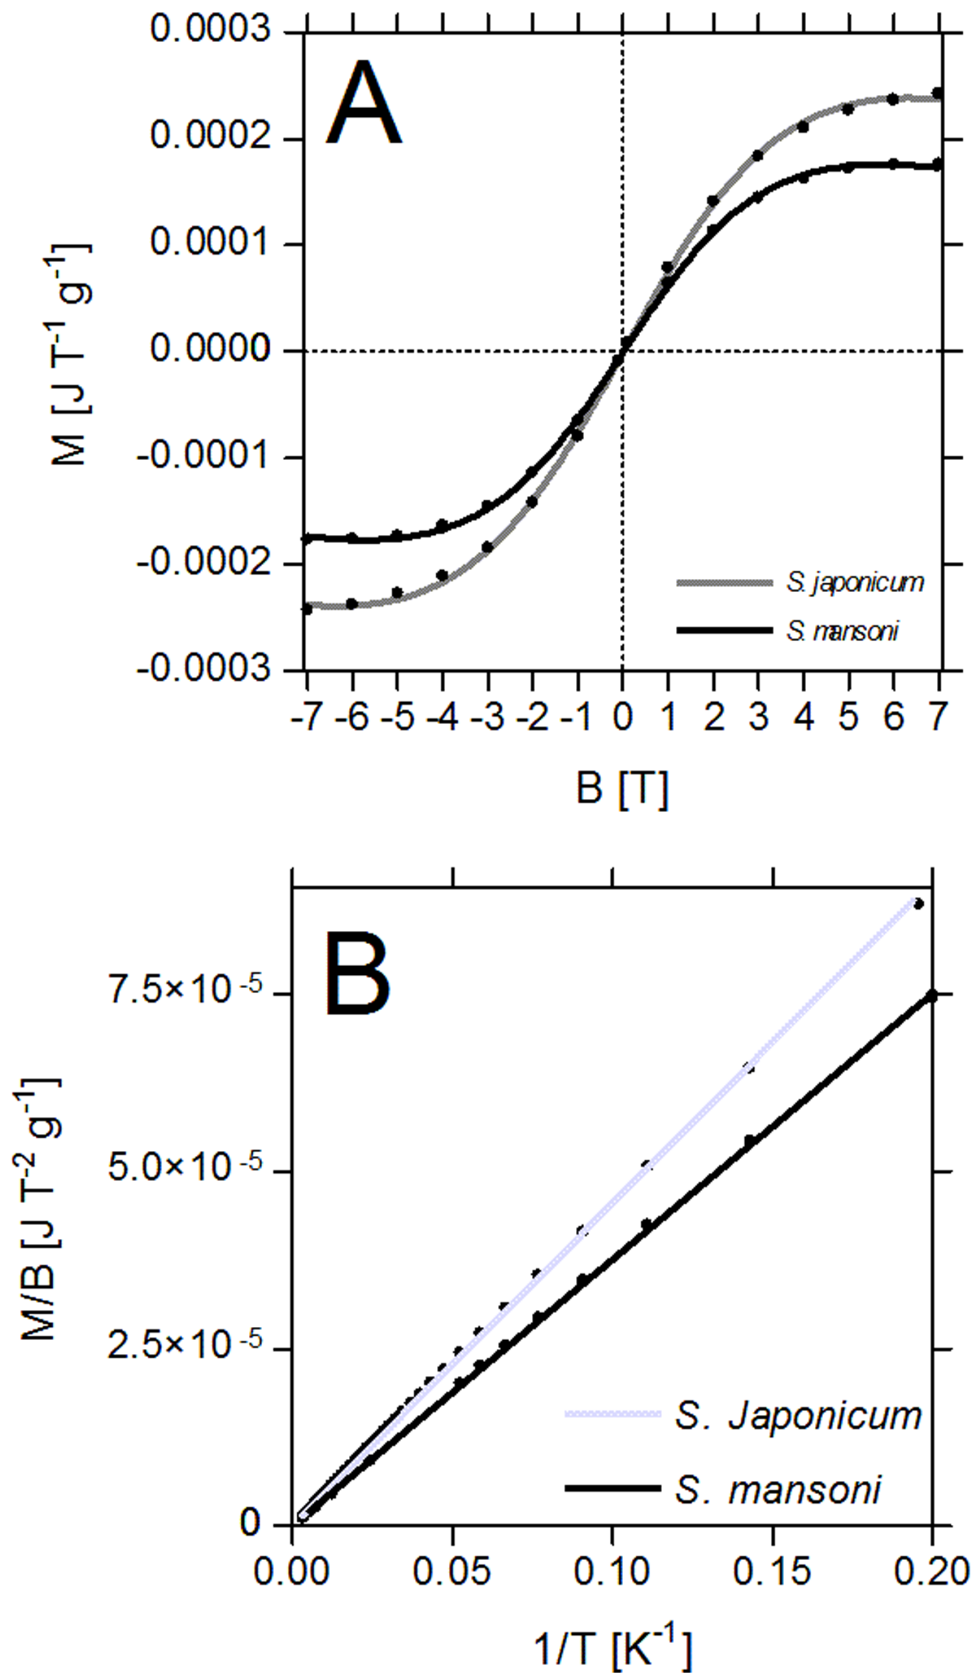 A
0.0003
0.0002
0.0001
0.0000
-0.0001
-0.0002
-0.0003
M [J T⁻¹ g⁻¹]
S. japonicum
S. mansoni
-7 -6 -5 -4 -3 -2 -1 0 1 2 3 4 5 6 7
B [T]
B
7.5×10⁻⁵
5.0×10⁻⁵
2.5×10⁻⁵
0
M/B [J T⁻² g⁻¹]
S. Japonicum
S. mansoni
0.00 0.05 0.10 0.15 0.20
1/T [K⁻¹]